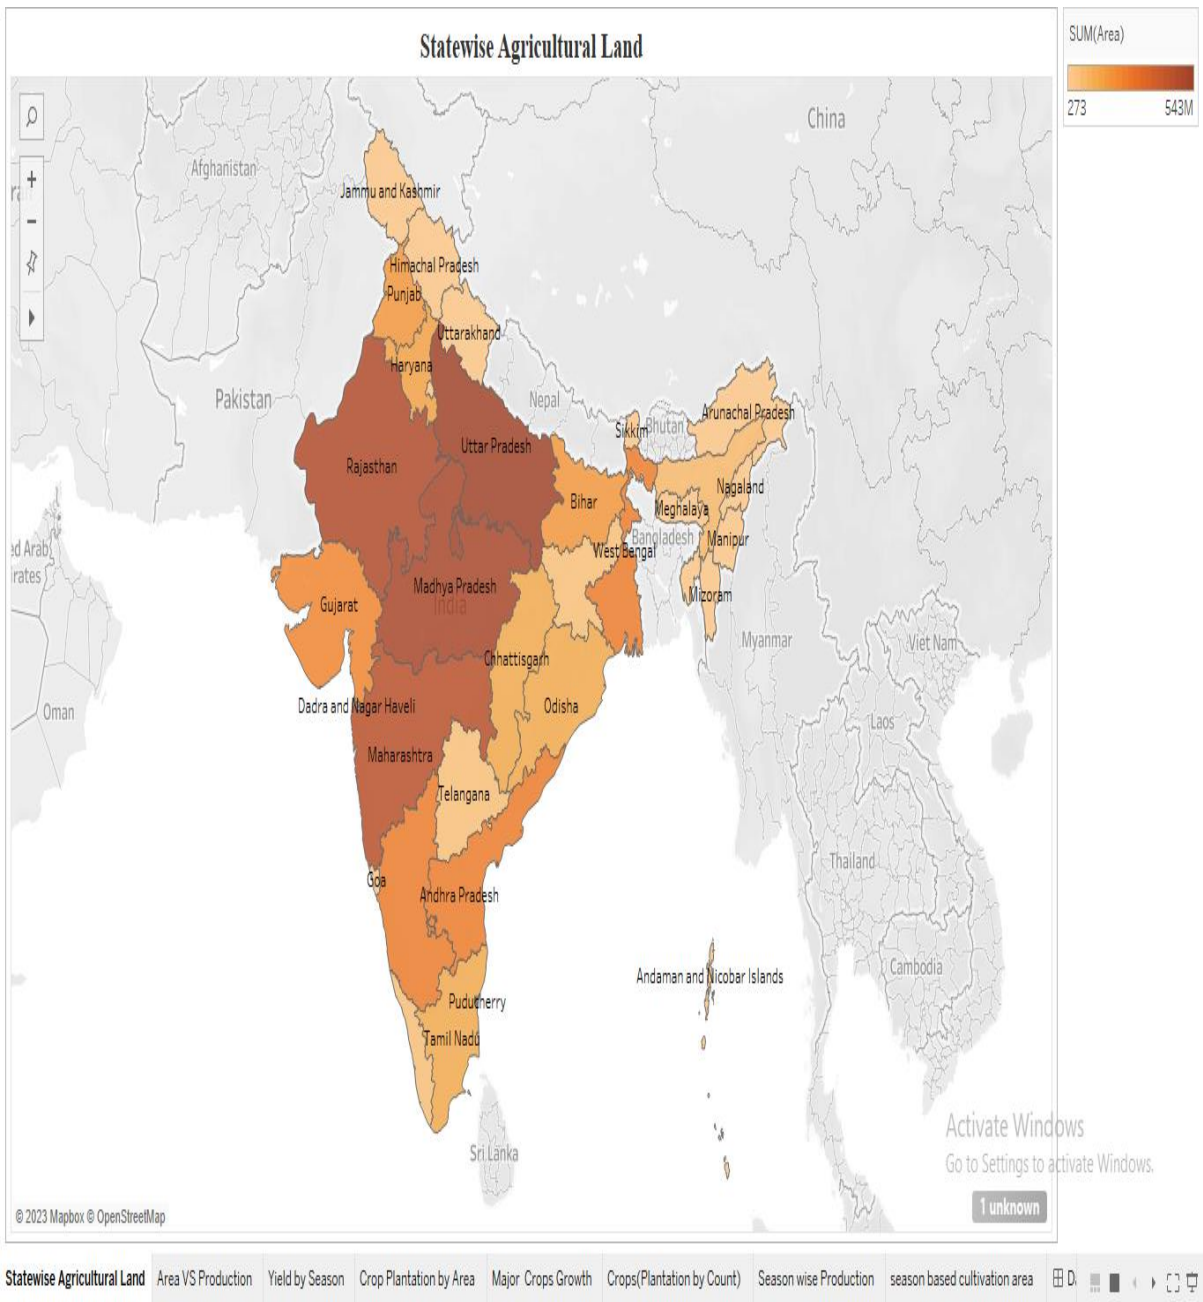 Statewise Agricultural Land
SUM(Area)
273 543M
China
Afghanistan
Jammu and Kashmir
Himachal Pradesh
Punjab
Uttarakhand
Haryana
Pakistan
Nepal
Sikkim
Bhutan
Arunachal Pradesh
Uttar Pradesh
Rajasthan
Nagaland
Bihar
Meghalaya
Bangladesh
Manipur
West Bengal
ed Arab
irates
Madhya Pradesh
India
Mizoram
Gujarat
Myanmar
Viet Nam
Chhattisgarh
Dadra and Nagar Haveli
Odisha
Oman
Laos
Maharashtra
Telangana
Thailand
Goa
Andhra Pradesh
Cambodia
Andaman and Nicobar Islands
Puducherry
Tamil Nadu
Sri Lanka
Activate Windows
Go to Settings to activate Windows.
1 unknown
© 2023 Mapbox © OpenStreetMap
Statewise Agricultural Land Area VS Production Yield by Season Crop Plantation by Area Major Crops Growth Crops(Plantation by Count) Season wise Production season based cultivation area